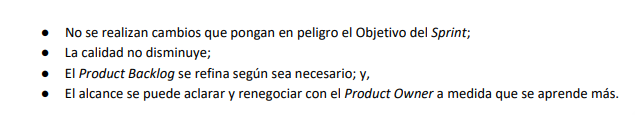 ● No se realizan cambios que pongan en peligro el Objetivo del Sprint;
● La calidad no disminuye;
● El Product Backlog se refina según sea necesario; y,
● El alcance se puede aclarar y renegociar con el Product Owner a medida que se aprende más.